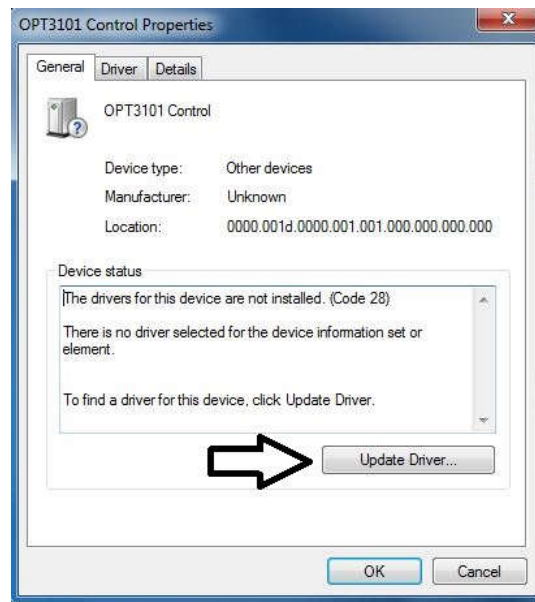 OPT3101 Control Properties
General Driver Details
OPT3101 Control
Device type: Other devices
Manufacturer: Unknown
Location: 0000.001d.0000.001.001.000.000.000.000
Device status
The drivers for this device are not installed. (Code 28)
There is no driver selected for the device information set or
element.
To find a driver for this device, click Update Driver.
Update Driver...
OK Cancel